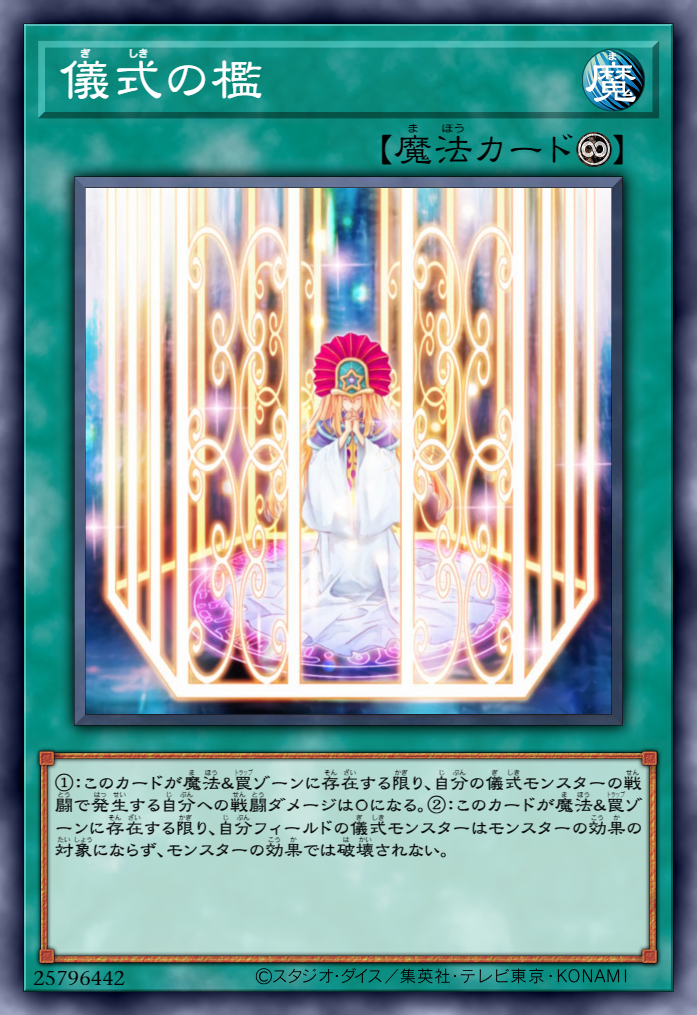 儀式の檻
魔
【魔法カード♾】
①:このカードが魔法&罠ゾーンに存在する限り、自分の儀式モンスターの戦
闘で発生する自分への戦闘ダメージは0になる。②:このカードが魔法&罠ゾ
ーンに存在する限り、自分フィールドの儀式モンスターはモンスターの効果の
対象にならず、モンスターの効果では破壊されない。
25796442 ©スタジオ・ダイス/集英社・テレビ東京・KONAMI